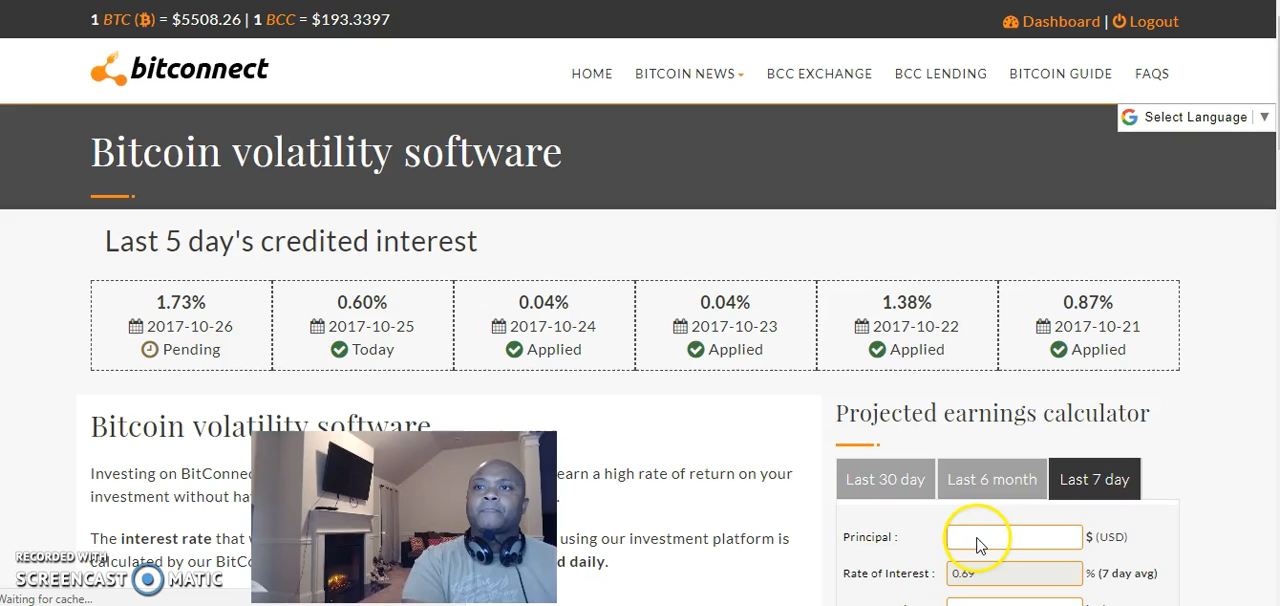 1 BTC (₿) = $5508.26 | 1 BCC = $193.3397
Dashboard | Logout
bitconnect
HOME BITCOIN NEWS BCC EXCHANGE BCC LENDING BITCOIN GUIDE FAQS
Select Language ▼
Bitcoin volatility software
Last 5 day's credited interest
1.73% 0.60% 0.04% 0.04% 1.38% 0.87%
2017-10-26 2017-10-25 2017-10-24 2017-10-23 2017-10-22 2017-10-21
Pending Today Applied Applied Applied Applied
Bitcoin volatility software
Investing on BitConnec earn a high rate of return on your
investment without ha
The interest rate that using our investment platform is
calculated by our BitCo d daily.
Projected earnings calculator
Last 30 day Last 6 month Last 7 day
Principal : $ (USD)
Rate of Interest : 0.69 % (7 day avg)
RECORDED WITH
SCREENCAST MATIC
Waiting for cache...